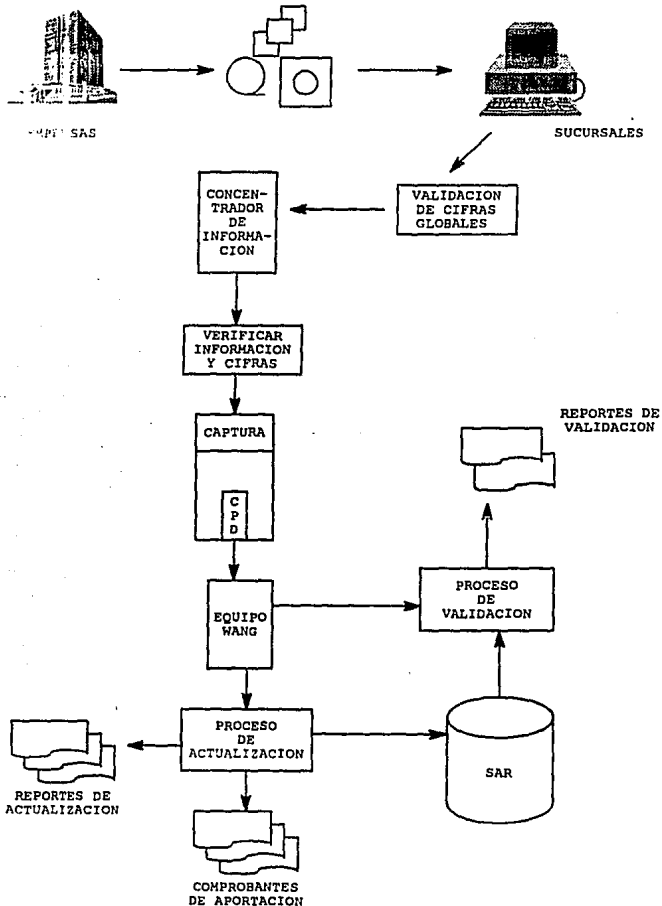 SAS
SUCURSALES
CONCEN-
TRADOR
DE
INFORMA-
CION
VALIDACION
DE CIFRAS
GLOBALES
VERIFICAR
INFORMACION
Y CIFRAS
CAPTURA
C
P
D
REPORTES DE
VALIDACION
EQUIPO
WANG
PROCESO
DE
VALIDACION
PROCESO
DE
ACTUALIZACION
SAR
REPORTES DE
ACTUALIZACION
COMPROBANTES
DE APORTACION